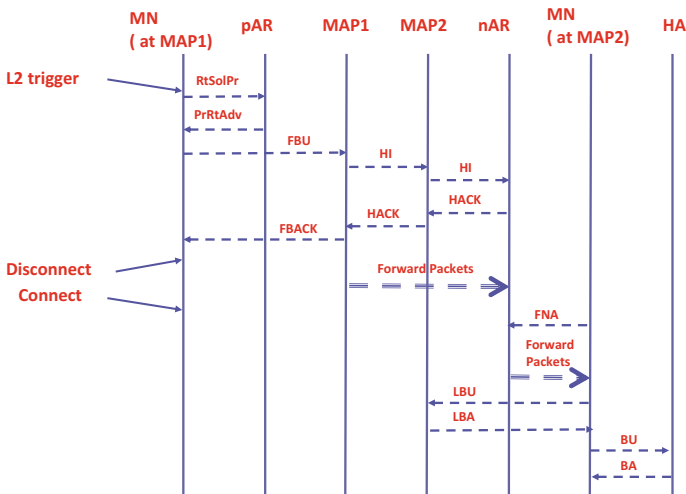 MN
( at MAP1)
pAR
MAP1
MAP2
nAR
MN
( at MAP2)
HA
L2 trigger
RtSolPr
PrRtAdv
FBU
HI
HI
HACK
HACK
FBACK
Disconnect
Connect
Forward Packets
FNA
Forward
Packets
LBU
LBA
BU
BA